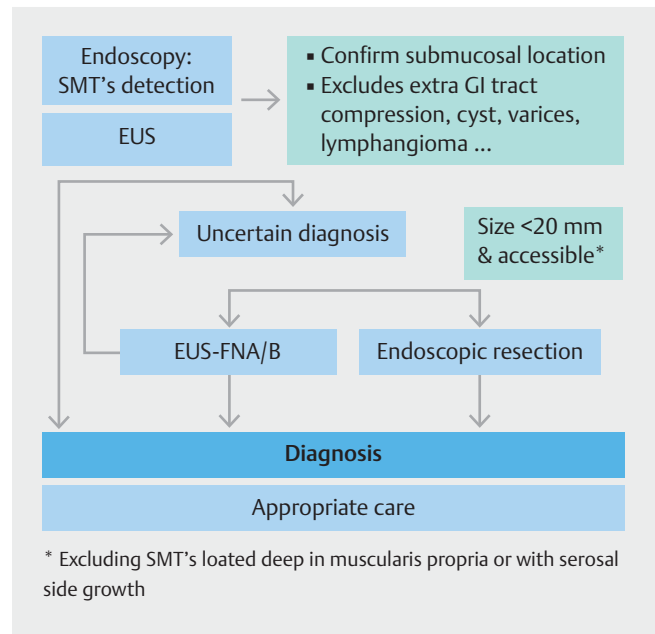 Endoscopy:
SMT's detection
EUS
▪ Confirm submucosal location
▪ Excludes extra GI tract
compression, cyst, varices,
lymphangioma ...
Uncertain diagnosis
Size <20 mm
& accessible*
EUS-FNA/B
Endoscopic resection
Diagnosis
Appropriate care
* Excluding SMT's loated deep in muscularis propria or with serosal
side growth